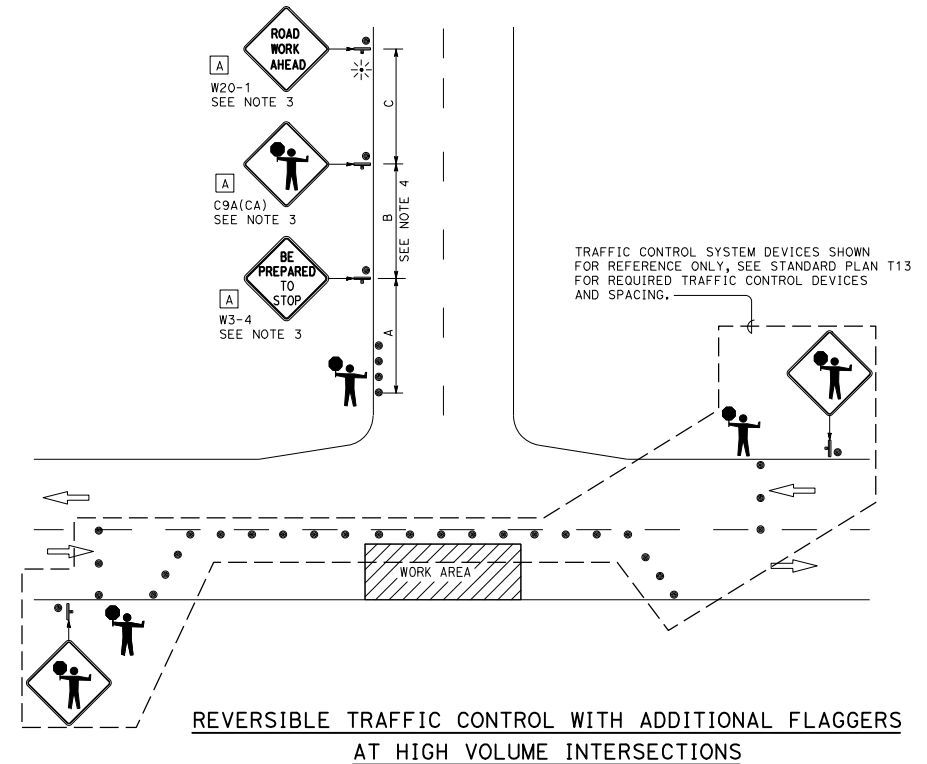 ROAD
WORK
AHEAD
A
W20-1
SEE NOTE 3
C
A
C9A(CA)
SEE NOTE 3
B
SEE NOTE 4
BE
PREPARED
TO
STOP
A
W3-4
SEE NOTE 3
A
TRAFFIC CONTROL SYSTEM DEVICES SHOWN
FOR REFERENCE ONLY, SEE STANDARD PLAN T13
FOR REQUIRED TRAFFIC CONTROL DEVICES
AND SPACING.
WORK AREA
REVERSIBLE TRAFFIC CONTROL WITH ADDITIONAL FLAGGERS
AT HIGH VOLUME INTERSECTIONS